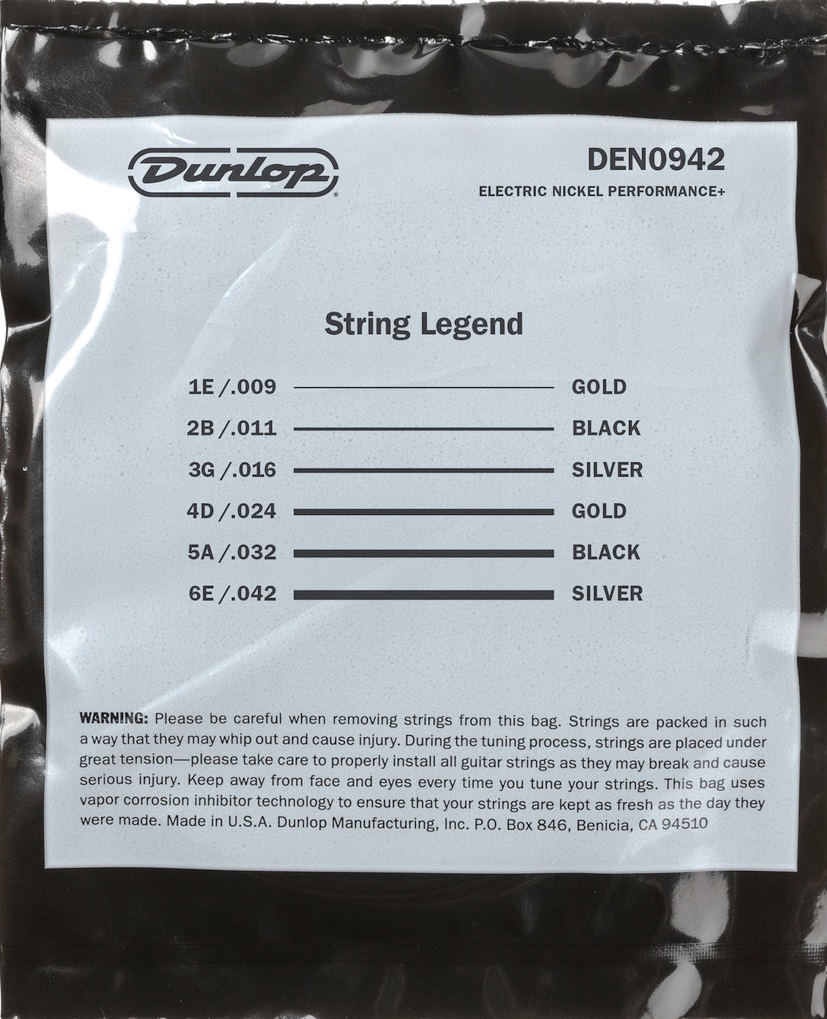 Dunlop®
DEN0942
ELECTRIC NICKEL PERFORMANCE+
String Legend
1E /.009 GOLD
2B /.011 BLACK
3G /.016 SILVER
4D /.024 GOLD
5A /.032 BLACK
6E /.042 SILVER
WARNING: Please be careful when removing strings from this bag. Strings are packed in such
a way that they may whip out and cause injury. During the tuning process, strings are placed under
great tension—please take care to properly install all guitar strings as they may break and cause
serious injury. Keep away from face and eyes every time you tune your strings. This bag uses
vapor corrosion inhibitor technology to ensure that your strings are kept as fresh as the day they
were made. Made in U.S.A. Dunlop Manufacturing, Inc. P.O. Box 846, Benicia, CA 94510